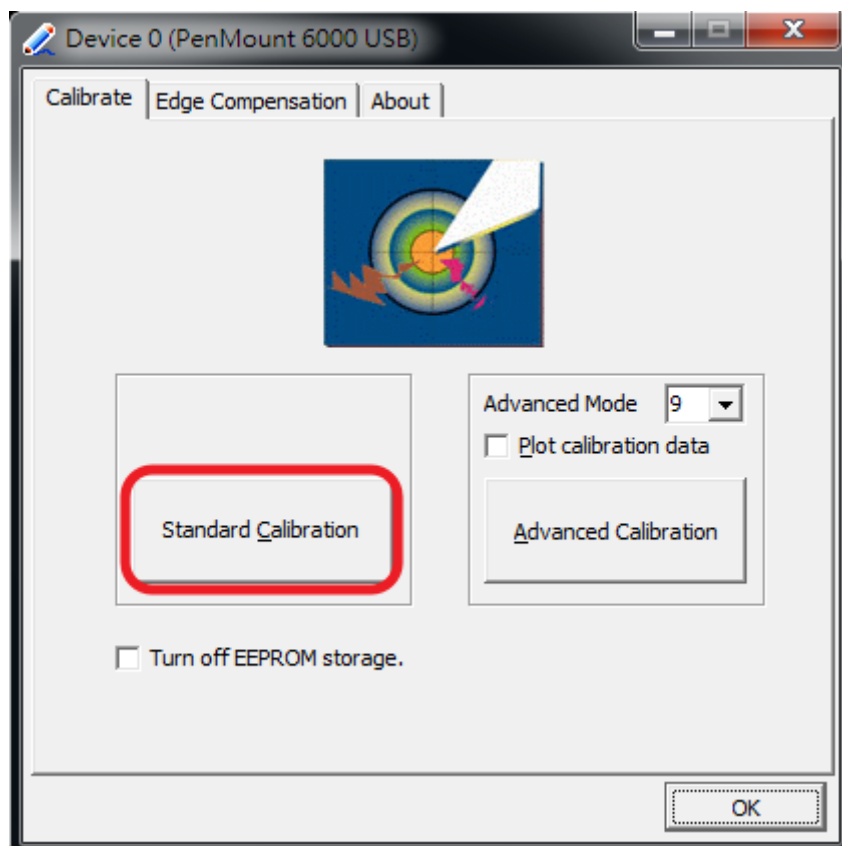 Device 0 (PenMount 6000 USB)
Calibrate Edge Compensation About
Advanced Mode 9
Plot calibration data
Standard Calibration
Advanced Calibration
Turn off EEPROM storage.
OK